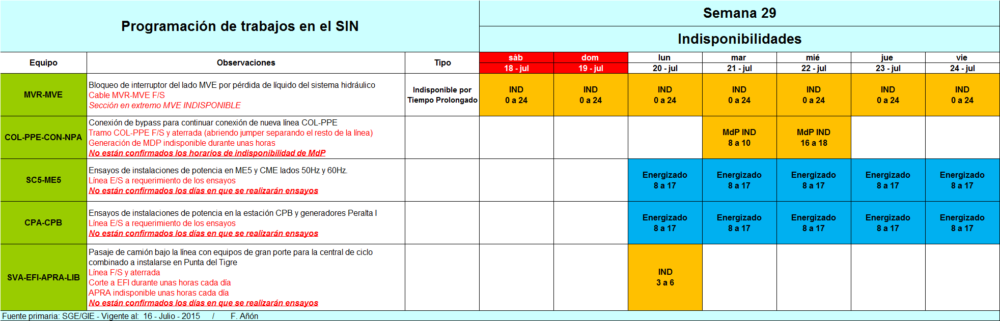 Programación de trabajos en el SIN
Semana 29
Indisponibilidades
Equipo
Observaciones
Tipo
sáb
dom
lun
mar
mié
jue
vie
18 - jul
19 - jul
20 - jul
21 - jul
22 - jul
23 - jul
24 - jul
MVR-MVE
Bloqueo de interruptor del lado MVE por pérdida de líquido del sistema hidráulico
Cable MVR-MVE F/S
Sección en extremo MVE INDISPONIBLE
Indisponible por
Tiempo Prolongado
IND
0 a 24
IND
0 a 24
IND
0 a 24
IND
0 a 24
IND
0 a 24
IND
0 a 24
IND
0 a 24
COL-PPE-CON-NPA
Conexión de bypass para continuar conexión de nueva línea COL-PPE
Tramo COL-PPE F/S y aterrada (abriendo jumper separando el resto de la línea)
Generación de MDP indisponible durante unas horas
No están confirmados los horarios de indisponibilidad de MdP
MdP IND
8 a 10
MdP IND
16 a 18
SC5-ME5
Ensayos de instalaciones de potencia en ME5 y CME lados 50Hz y 60Hz.
Línea E/S a requerimiento de los ensayos
No están confirmados los días en que se realizarán ensayos
Energizado
8 a 17
Energizado
8 a 17
Energizado
8 a 17
Energizado
8 a 17
Energizado
8 a 17
CPA-CPB
Ensayos de instalaciones de potencia en la estación CPB y generadores Peralta I
Línea E/S a requerimiento de los ensayos
No están confirmados los días en que se realizarán ensayos
Energizado
8 a 17
Energizado
8 a 17
Energizado
8 a 17
Energizado
8 a 17
Energizado
8 a 17
SVA-EFI-APRA-LIB
Pasaje de camión bajo la línea con equipos de gran porte para la central de ciclo
combinado a instalarse en Punta del Tigre
Línea F/S y aterrada
Corte a EFI durante unas horas cada día
APRA indisponible unas horas cada día
No están confirmados los días en que se realizarán ensayos
IND
3 a 6
Fuente primaria: SGE/GIE - Vigente al: 16 - Julio - 2015 / F. Añón